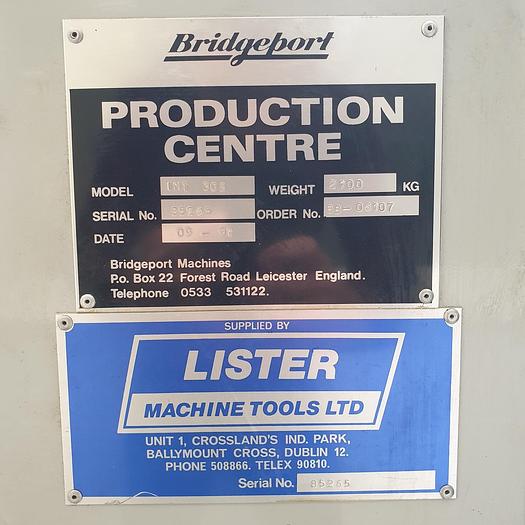 Bridgeport
PRODUCTION
CENTRE
MODEL WEIGHT KG
SERIAL No. ORDER No.
DATE 09 -
Bridgeport Machines
P.o. Box 22 Forest Road Leicester England.
Telephone 0533 531122.
SUPPLIED BY
LISTER
MACHINE TOOLS LTD
UNIT 1, CROSSLAND'S IND. PARK,
BALLYMOUNT CROSS, DUBLIN 12.
PHONE 508866. TELEX 90810.
Serial No. 85265